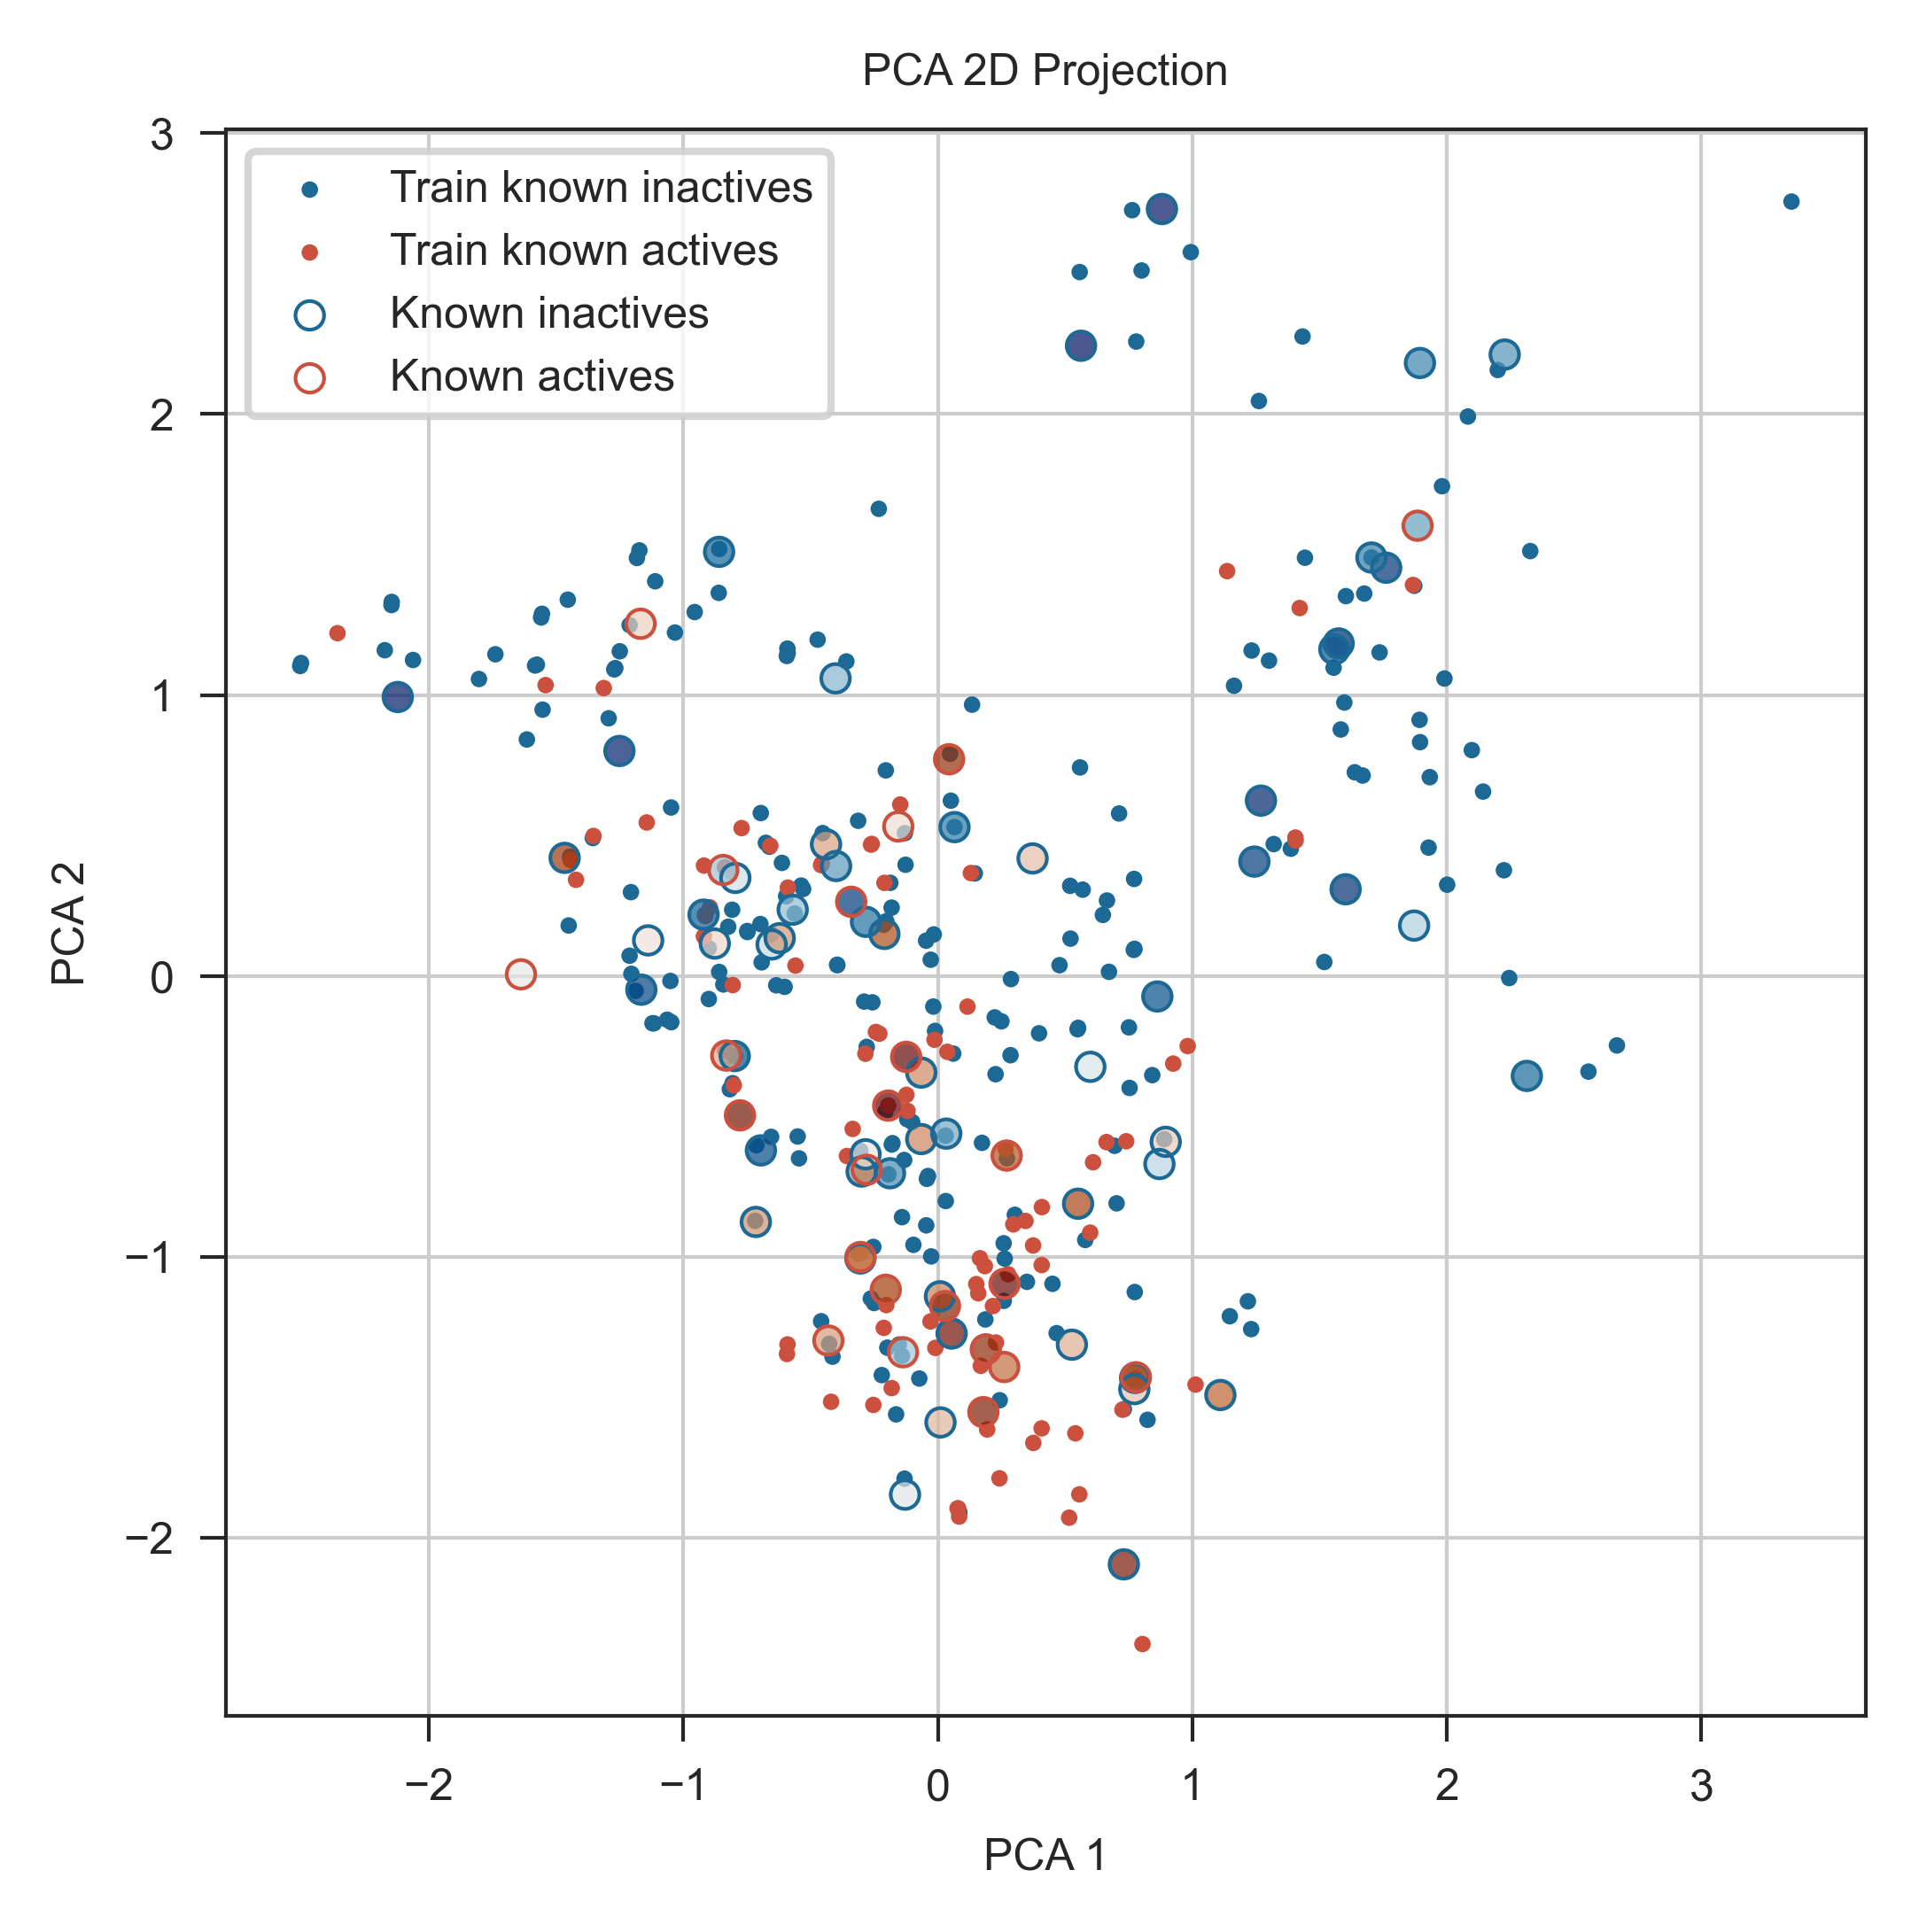 PCA 2D Projection
Train known inactives
Train known actives
Known inactives
Known actives
3
2
1
0
−1
−2
PCA 2
−2
−1
0
1
2
3
PCA 1